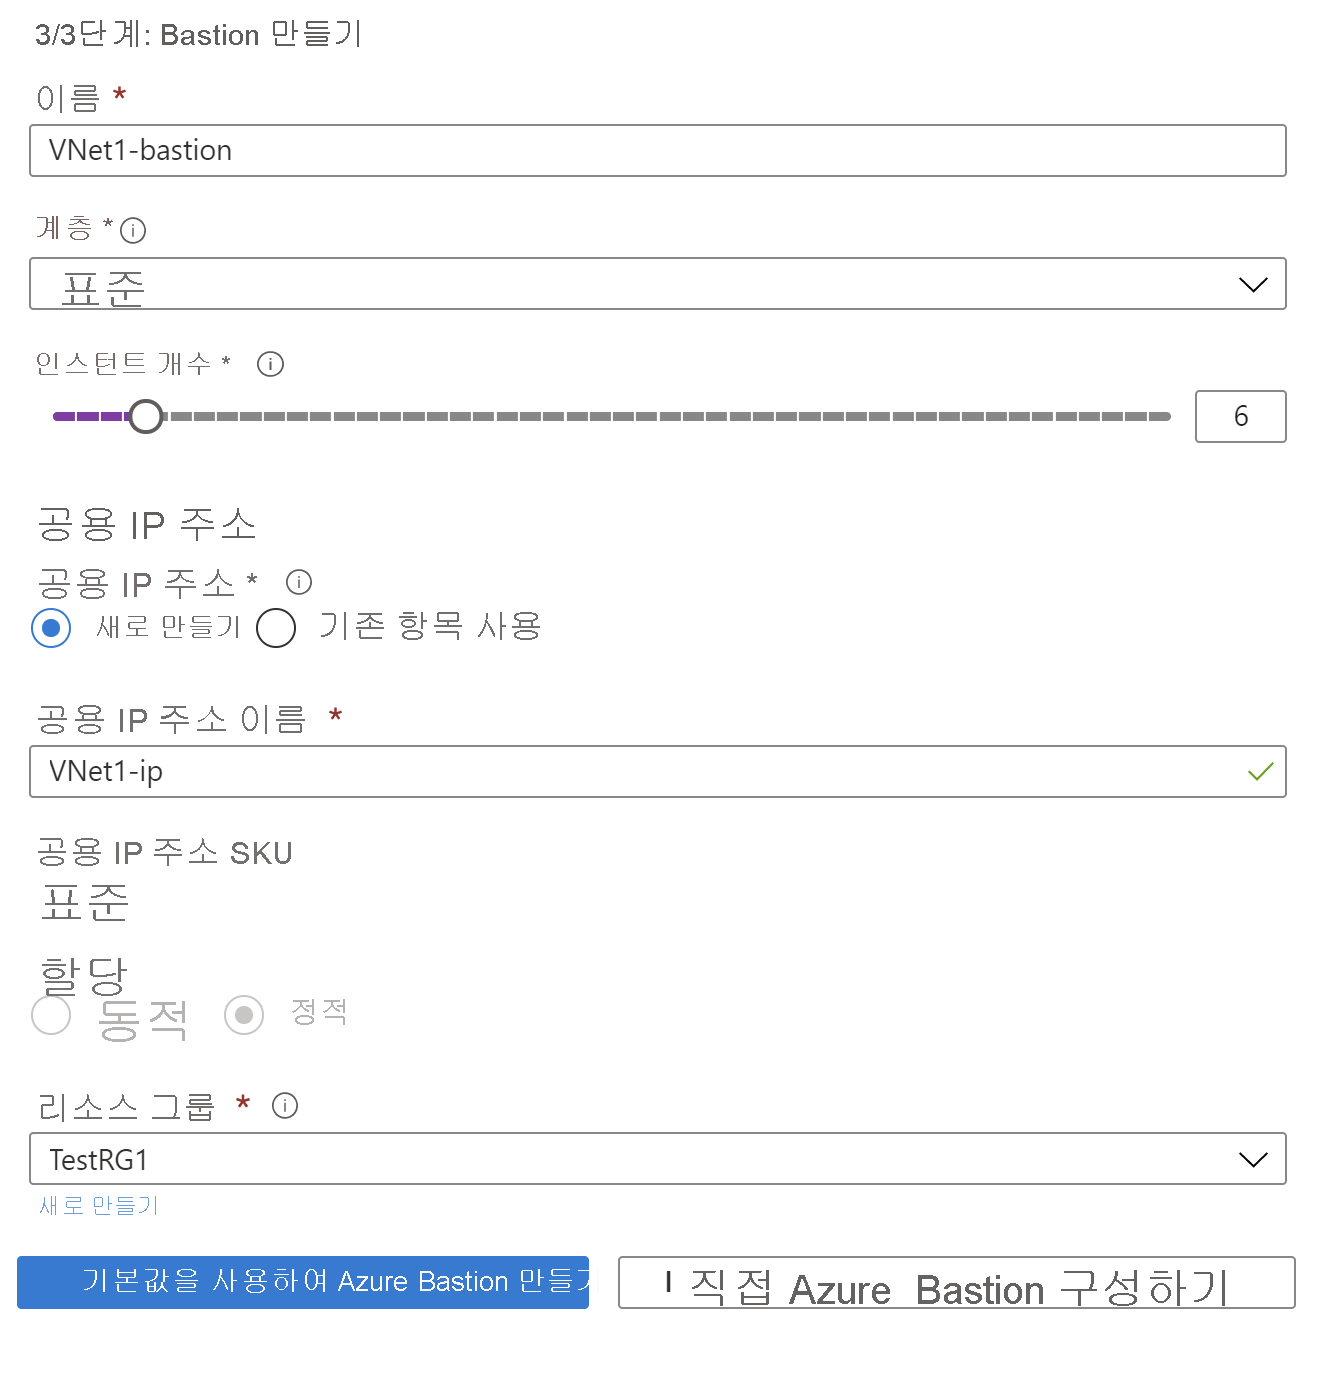 3/3단계: Bastion 만들기
이름 *
VNet1-bastion
계층 *
표준
인스턴트 개수 *
6
공용 IP 주소
공용 IP 주소 *
새로 만들기 기존 항목 사용
공용 IP 주소 이름 *
VNet1-ip
공용 IP 주소 SKU
표준
할당
동적 정적
리소스 그룹 *
TestRG1
새로 만들기
기본값을 사용하여 Azure Bastion 만들기
직접 Azure Bastion 구성하기